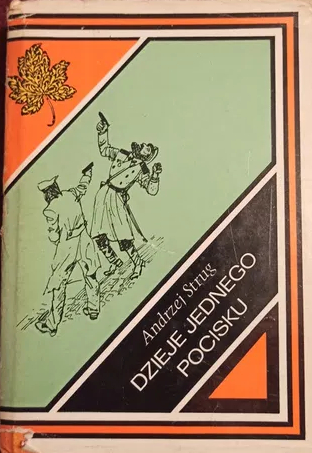 Andrzej Strug
DZIEJE JEDNEGO
POCISKU